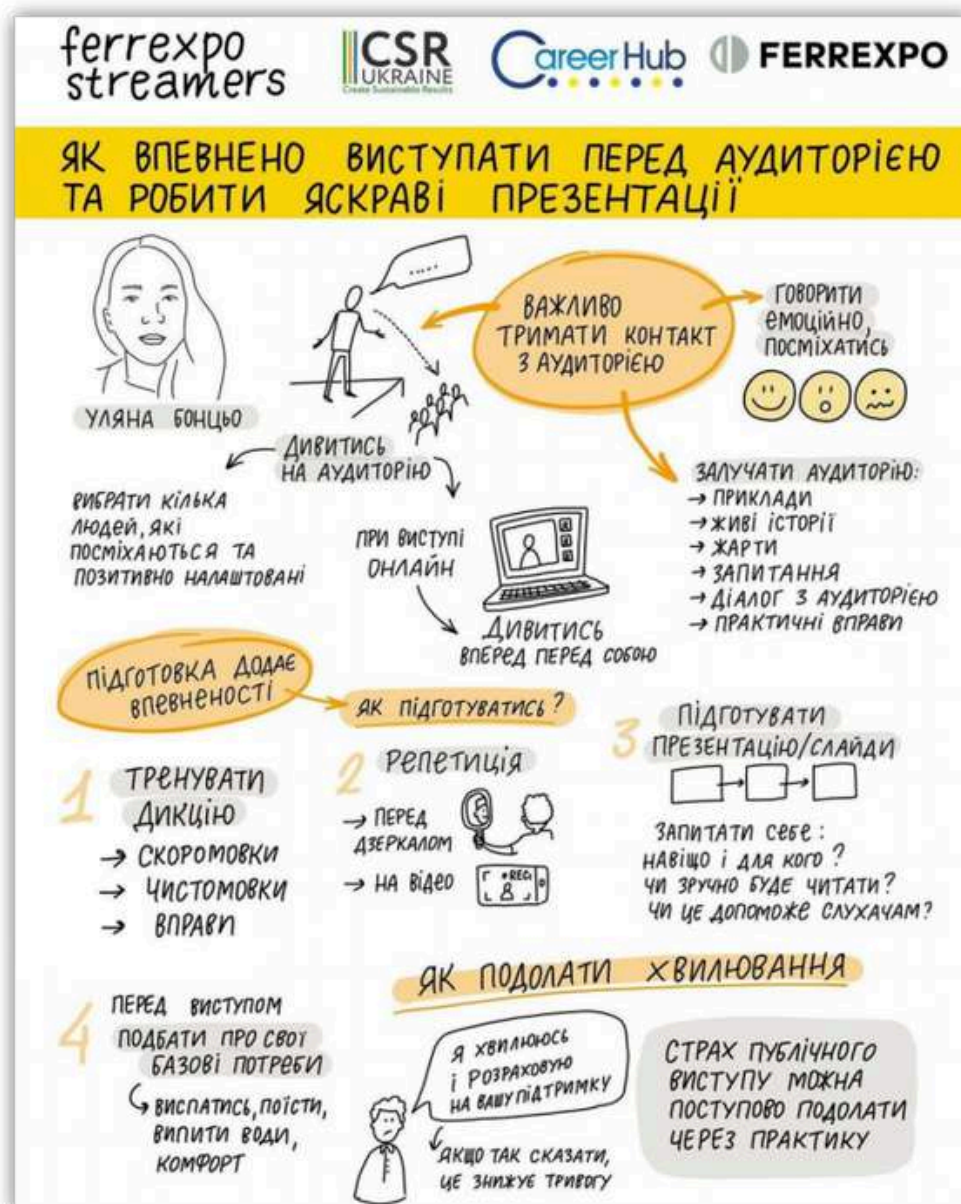 ferrexpo
streamers
CSR
UKRAINE
Create Sustainable Results
CareerHub
FERREXPO
ЯК ВПЕВНЕНО ВИСТУПАТИ ПЕРЕД АУДИТОРІЄЮ
ТА РОБИТИ ЯСКРАВІ ПРЕЗЕНТАЦІЇ
.....
УЛЯНА БОНЦЬО
ВАЖЛИВО
ТРИМАТИ КОНТАКТ
З АУДИТОРІЄЮ
ГОВОРИТИ
ЕМОЦІЙНО,
ПОСМІХАТИСЬ
ДИВИТИСЬ
НА АУДИТОРІЮ
ВИБРАТИ КІЛЬКА
ЛЮДЕЙ, ЯКІ
ПОСМІХАЮТЬСЯ ТА
ПОЗИТИВНО НАЛАШТОВАНІ
ПРИ ВИСТУПІ
ОНЛАЙН
ДИВИТИСЬ
ВПЕРЕД ПЕРЕД СОБОЮ
ЗАЛУЧАТИ АУДИТОРІЮ:
→ ПРИКЛАДИ
→ ЖИВІ ІСТОРІЇ
→ ЖАРТИ
→ ЗАПИТАННЯ
→ ДІАЛОГ З АУДИТОРІЄЮ
→ ПРАКТИЧНІ ВПРАВИ
ПІДГОТОВКА ДОДАЄ
ВПЕВНЕНОСТІ
ЯК ПІДГОТУВАТИСЬ?
1 ТРЕНУВАТИ
ДИКЦІЮ
→ СКОРОМОВКИ
→ ЧИСТОМОВКИ
→ ВПРАВИ
2 РЕПЕТИЦІЯ
→ ПЕРЕД
ДЗЕРКАЛОМ
→ НА ВІДЕО
REC
3 ПІДГОТУВАТИ
ПРЕЗЕНТАЦІЮ/СЛАЙДИ
ЗАПИТАТИ СЕБЕ:
НАВІЩО І ДЛЯ КОГО?
ЧИ ЗРУЧНО БУДЕ ЧИТАТИ?
ЧИ ЦЕ ДОПОМОЖЕ СЛУХАЧАМ?
4 ПЕРЕД ВИСТУПОМ
ПОДБАТИ ПРО СВОЇ
БАЗОВІ ПОТРЕБИ
ВИСПАТИСЬ, ПОЇСТИ,
ВИПИТИ ВОДИ,
КОМФОРТ
ЯК ПОДОЛАТИ ХВИЛЮВАННЯ
Я ХВИЛЮЮСЬ
І РОЗРАХОВУЮ
НА ВАШУ ПІДТРИМКУ
ЯКЩО ТАК СКАЗАТИ,
ЦЕ ЗНИЖУЄ ТРИВОГУ
СТРАХ ПУБЛІЧНОГО
ВИСТУПУ МОЖНА
ПОСТУПОВО ПОДОЛАТИ
ЧЕРЕЗ ПРАКТИКУ